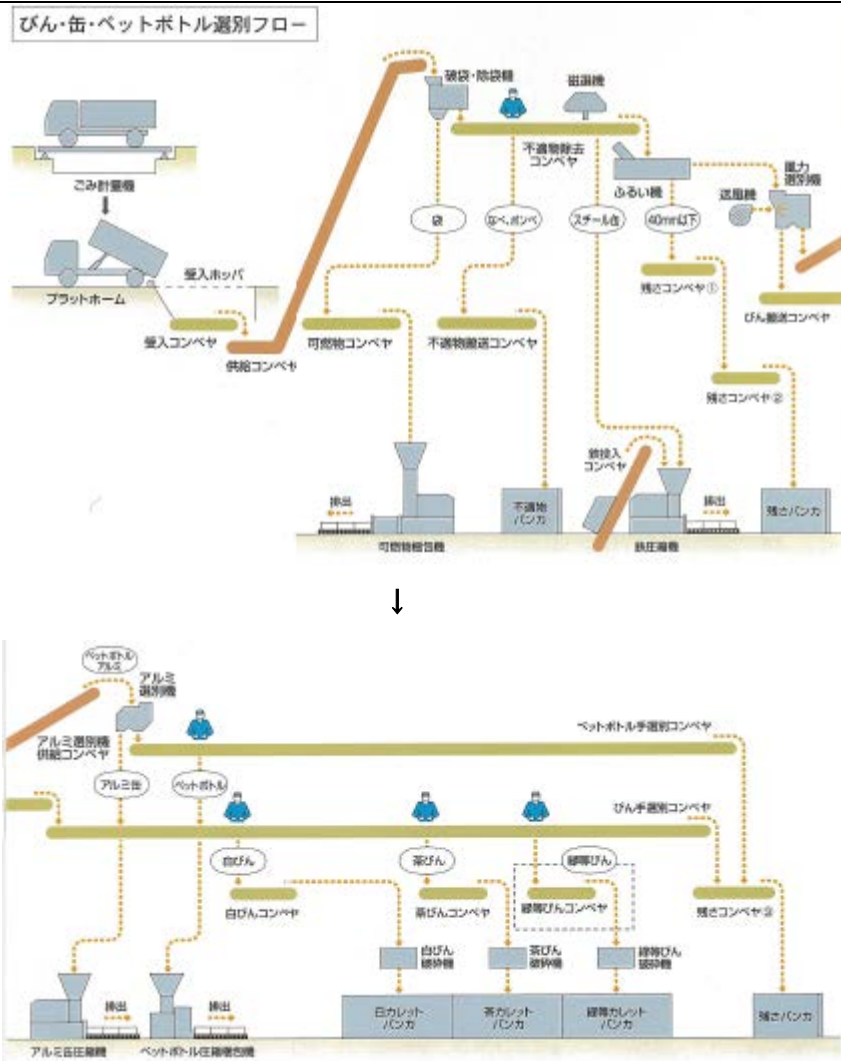 びん・缶・ペットボトル選別フロー
破袋・除袋機
磁選機
不適物除去
コンベヤ
ふるい機
風力
選別機
送風機
ごみ計量機
袋
なべ、ボンベ
スチール缶
40mm以下
受入ホッパ
プラットホーム
残さコンベヤ①
びん搬送コンベヤ
受入コンベヤ
供給コンベヤ
可燃物コンベヤ
不適物搬送コンベヤ
残さコンベヤ②
鉄投入
コンベヤ
排出
不適物
バンカ
排出
残さバンカ
可燃物梱包機
鉄圧縮機
↓
ペットボトル
アルミ
アルミ
選別機
アルミ選別機
供給コンベヤ
ペットボトル手選別コンベヤ
アルミ缶
ペットボトル
びん手選別コンベヤ
白びん
茶びん
緑等びん
白びんコンベヤ
茶びんコンベヤ
緑等びんコンベヤ
残さコンベヤ③
白びん
破砕機
茶びん
破砕機
緑等びん
破砕機
排出
排出
白カレット
バンカ
茶カレット
バンカ
緑等カレット
バンカ
残さバンカ
アルミ缶圧縮機
ペットボトル圧縮梱包機